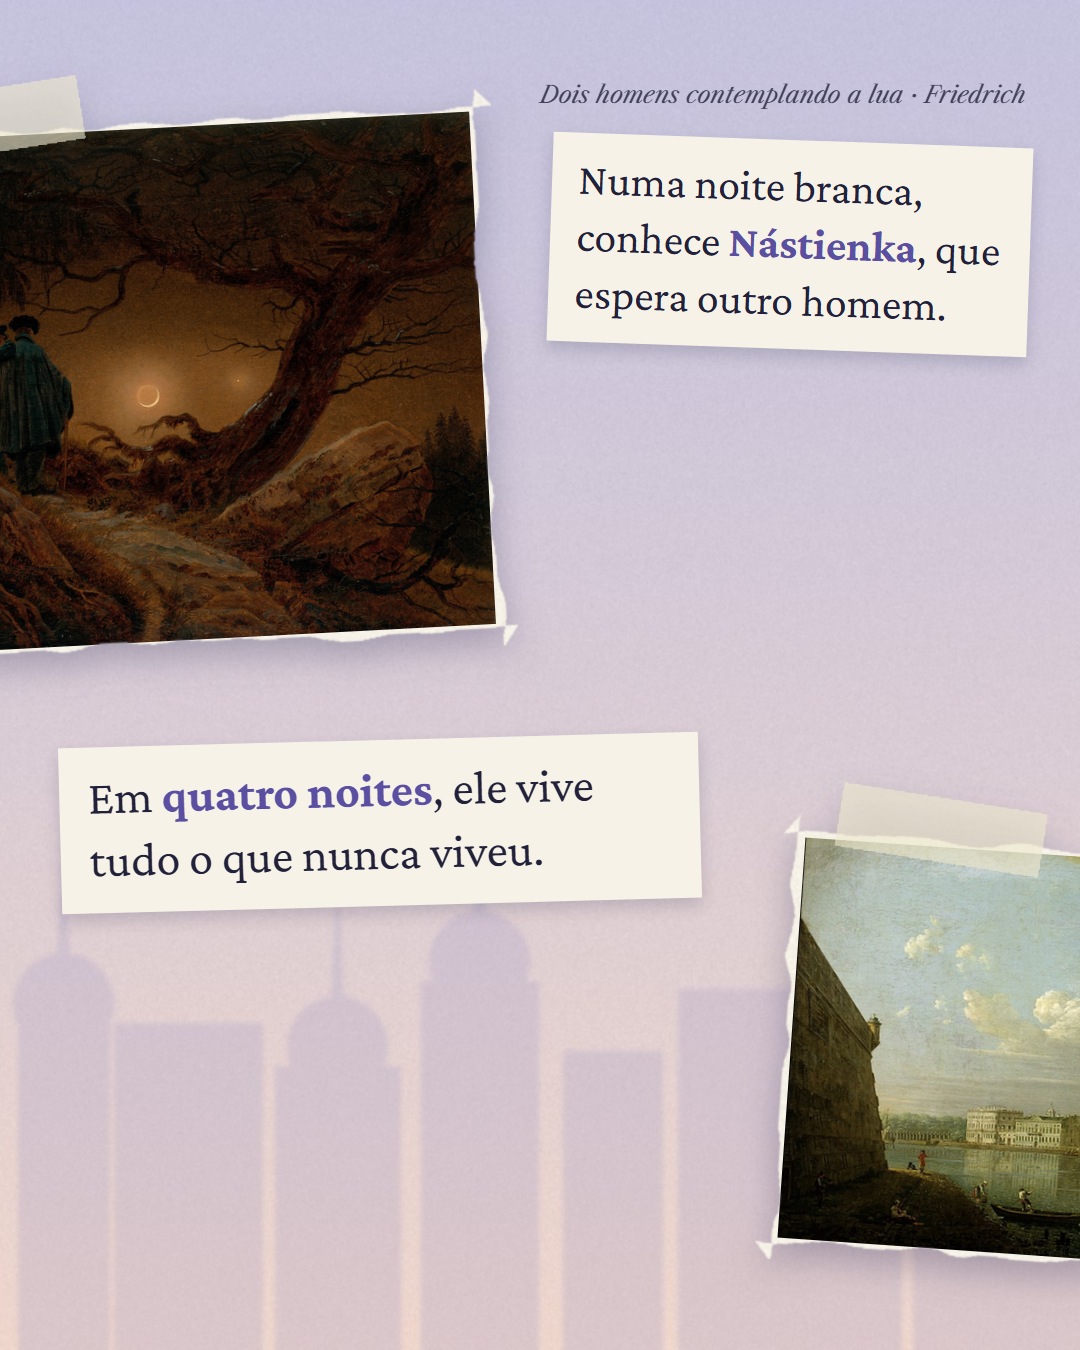 Dois homens contemplando a lua · Friedrich
Numa noite branca,
conhece Nástienka, que
espera outro homem.
Em quatro noites, ele vive
tudo o que nunca viveu.